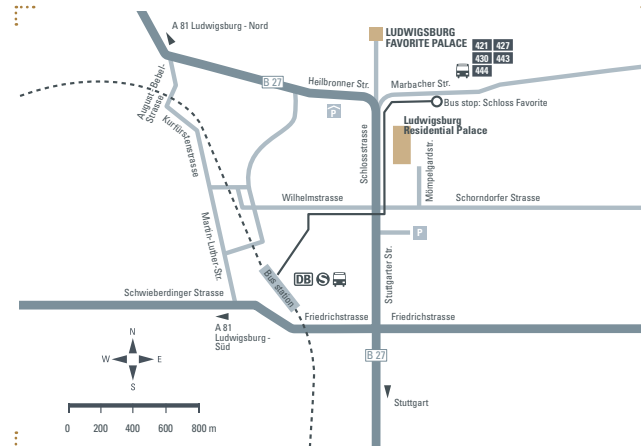 A 81 Ludwigsburg - Nord
LUDWIGSBURG
FAVORITE PALACE
421 427
430 443
444
B 27
Heilbronner Str.
Marbacher Str.
Bus stop: Schloss Favorite
August-Bebel-
Strasse
Kurfürstenstrasse
P
Ludwigsburg
Residential Palace
Schlossstrasse
Mömpelgardstr.
Wilhelmstrasse
Schorndorfer Strasse
Martin-Luther-Str.
P
Stuttgarter Str.
Bus station
DB
S
Schwieberdinger Strasse
Friedrichstrasse
Friedrichstrasse
A 81
Ludwigsburg -
Süd
B 27
N
W E
S
Stuttgart
0 200 400 600 800 m